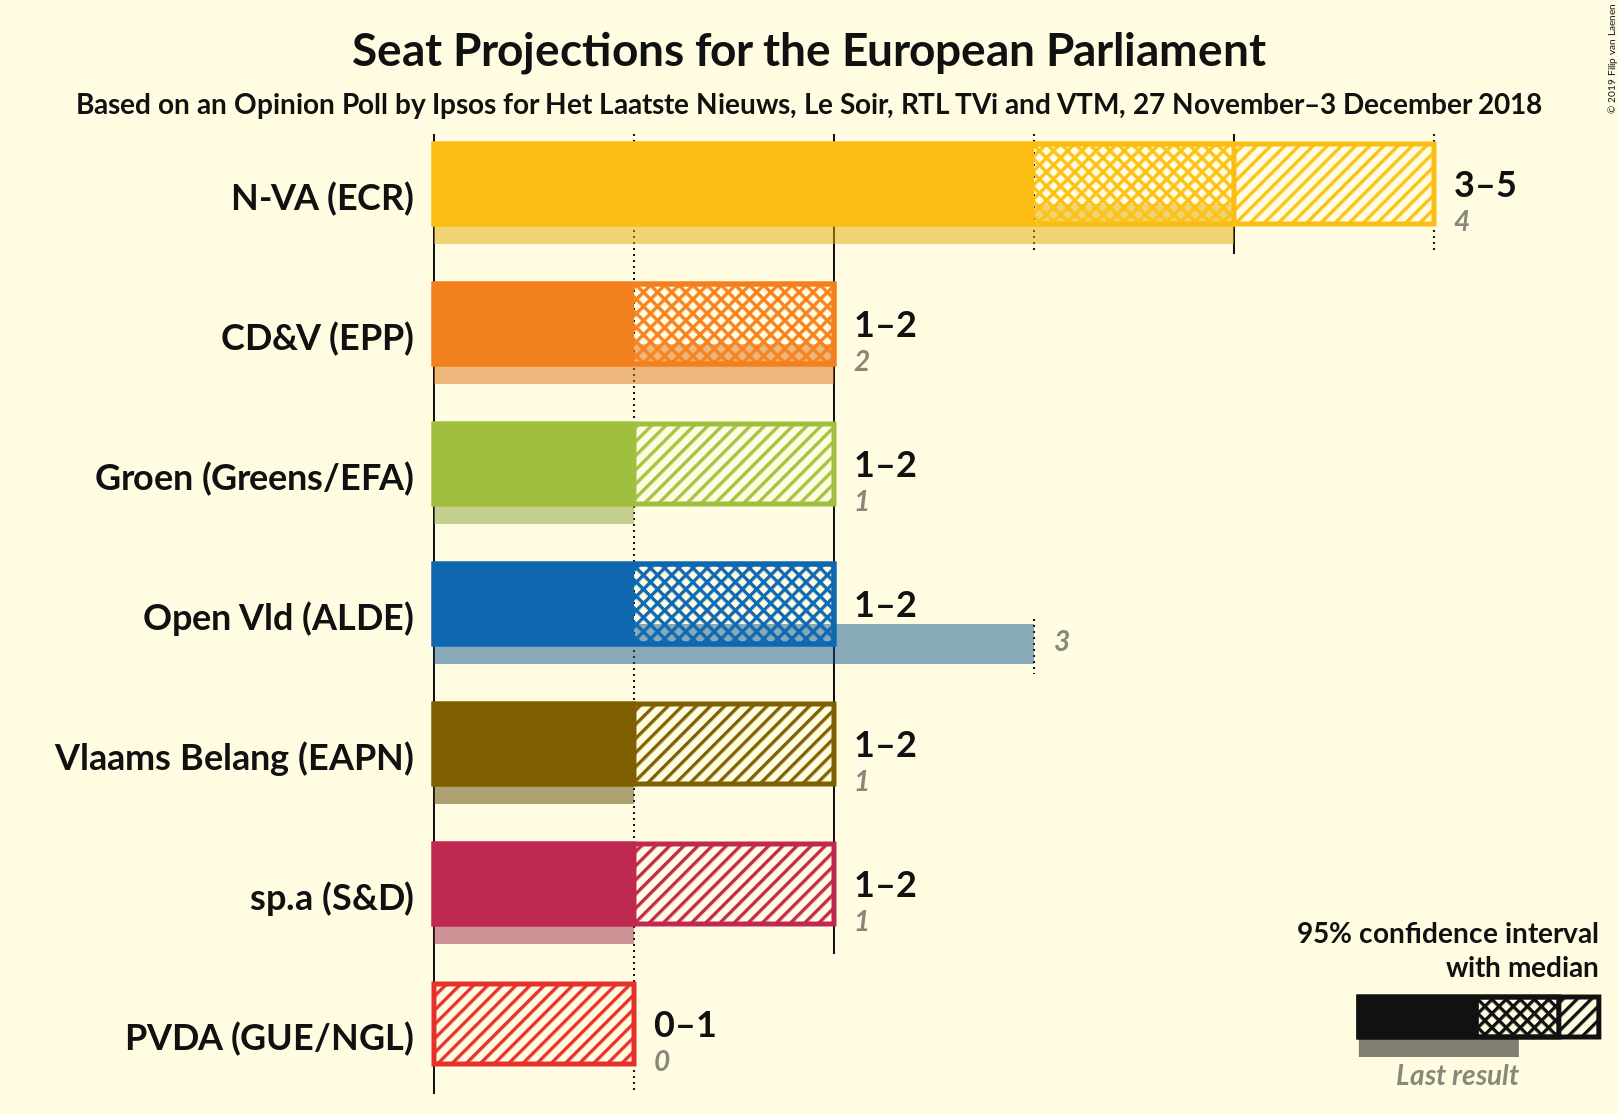 Seat Projections for the European Parliament
Based on an Opinion Poll by Ipsos for Het Laatste Nieuws, Le Soir, RTL TVi and VTM, 27 November–3 December 2018
© 2019 Filip van Laenen
N-VA (ECR)
3–5
4
CD&V (EPP)
1–2
2
Groen (Greens/EFA)
1–2
1
Open Vld (ALDE)
1–2
3
Vlaams Belang (EAPN)
1–2
1
sp.a (S&D)
1–2
1
PVDA (GUE/NGL)
0–1
0
95% confidence interval
with median
Last result